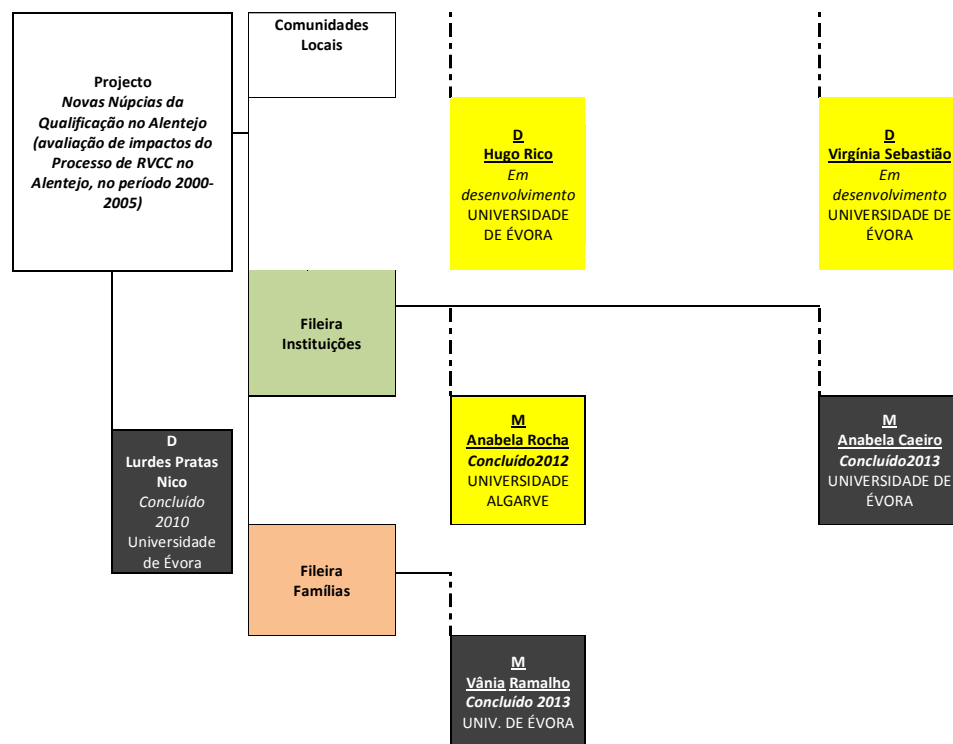 Comunidades
Locais
Projecto
Novas Núpcias da
Qualificação no Alentejo
(avaliação de impactos do
Processo de RVCC no
Alentejo, no período 2000-
2005)
D
Hugo Rico
Em
desenvolvimento
UNIVERSIDADE
DE ÉVORA
D
Virgínia Sebastião
Em
desenvolvimento
UNIVERSIDADE DE
ÉVORA
Fileira
Instituições
D
Lurdes Pratas
Nico
Concluído
2010
Universidade
de Évora
M
Anabela Rocha
Concluído2012
UNIVERSIDADE
ALGARVE
M
Anabela Caeiro
Concluído2013
UNIVERSIDADE DE
ÉVORA
Fileira
Famílias
M
Vânia Ramalho
Concluído 2013
UNIV. DE ÉVORA